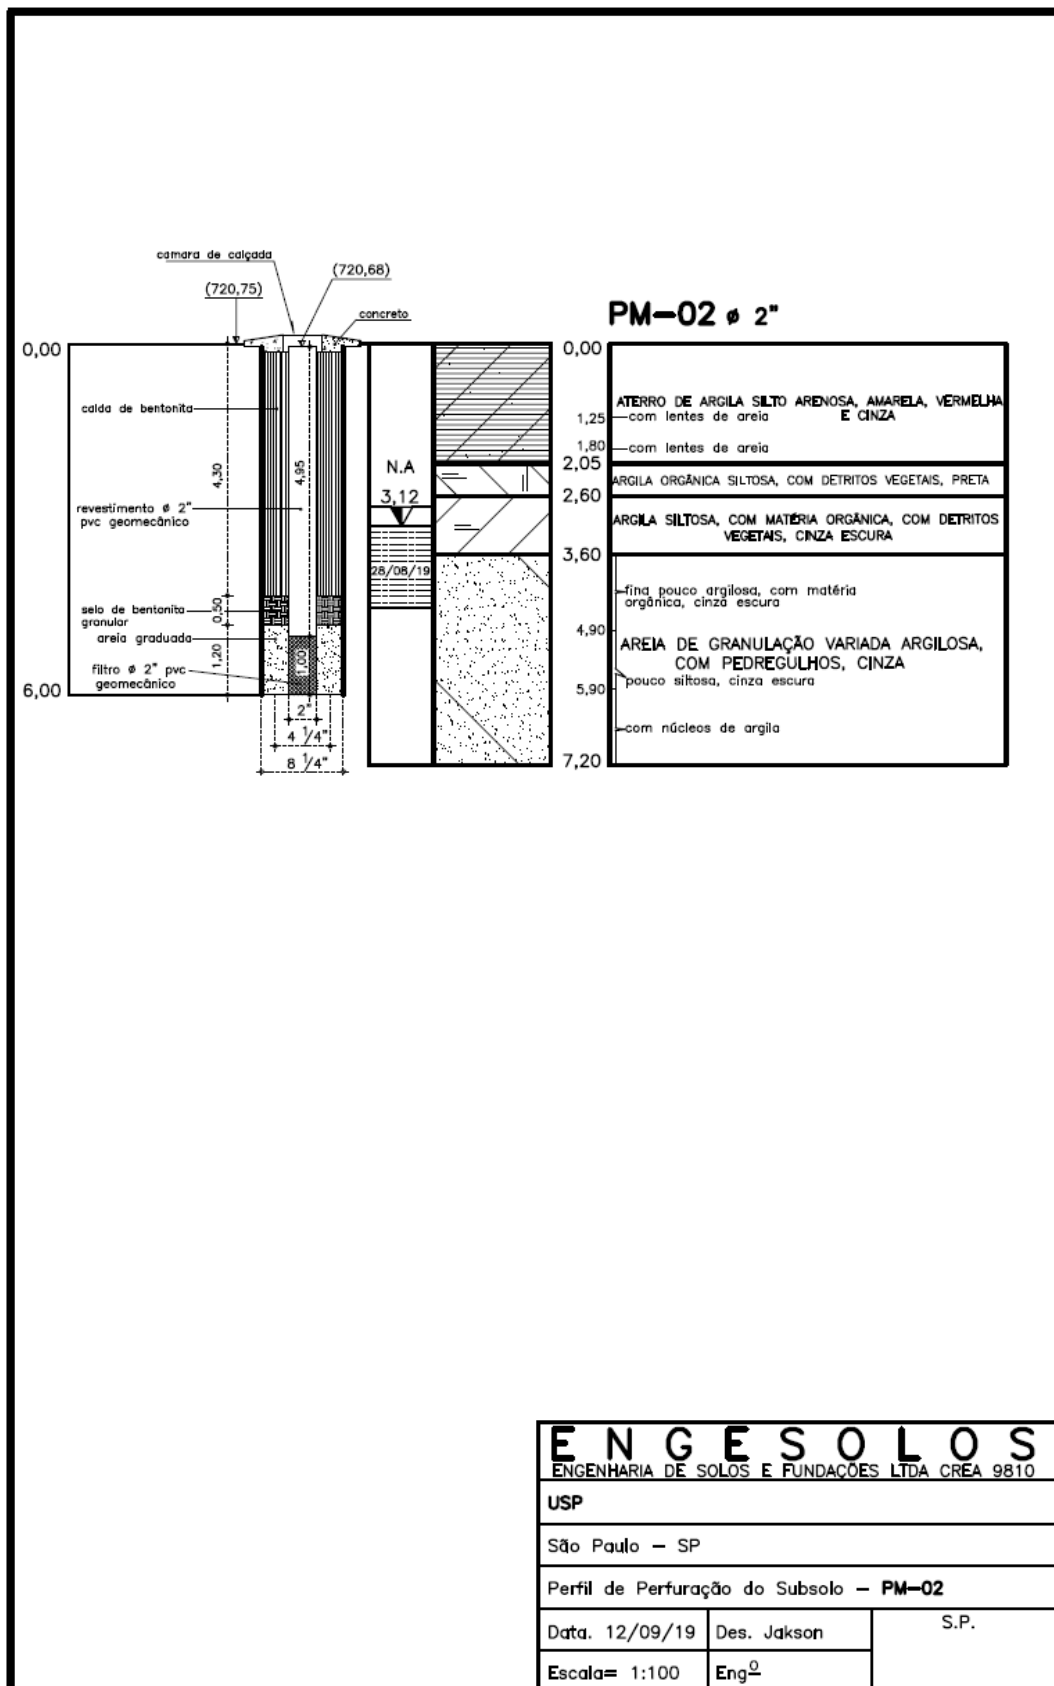 camara de calçada
(720,68)
(720,75)
concreto
PM-02 ø 2"
0,00
0,00
ATERRO DE ARGILA SILTO ARENOSA, AMARELA, VERMELHA
E CINZA
calda de bentonita
1,25
com lentes de areia
1,80
com lentes de areia
2,05
4,30
4,95
N.A
3,12
ARGILA ORGÂNICA SILTOSA, COM DETRITOS VEGETAIS, PRETA
2,60
revestimento ø 2"
pvc geomecânico
ARGILA SILTOSA, COM MATÉRIA ORGÂNICA, COM DETRITOS
VEGETAIS, CINZA ESCURA
3,60
28/08/19
fina pouco argilosa, com matéria
orgânica, cinza escura
selo de bentonita
granular
0,50
4,90
areia graduada
1,20
AREIA DE GRANULAÇÃO VARIADA ARGILOSA,
COM PEDREGULHOS, CINZA
filtro ø 2" pvc
geomecânico
1,00
pouco siltosa, cinza escura
6,00
5,90
2"
4 1/4"
com núcleos de argila
8 1/4"
7,20
ENGESOLOS
ENGENHARIA DE SOLOS E FUNDAÇÕES LTDA CREA 9810
USP
São Paulo - SP
Perfil de Perfuração do Subsolo - PM-02
Data. 12/09/19
Des. Jakson
S.P.
Escala= 1:100
Engº